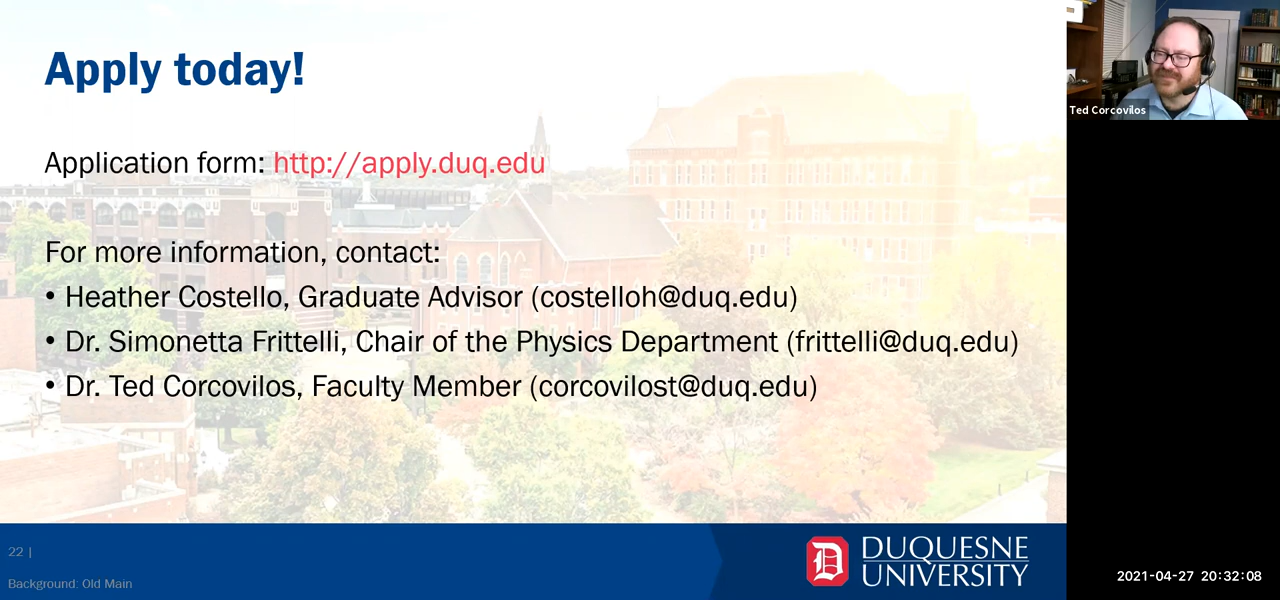 Apply today!
Application form: http://apply.duq.edu
For more information, contact:
• Heather Costello, Graduate Advisor (costelloh@duq.edu)
• Dr. Simonetta Frittelli, Chair of the Physics Department (frittelli@duq.edu)
• Dr. Ted Corcovilos, Faculty Member (corcovilost@duq.edu)
22 |
Background: Old Main
D
DUQUESNE
UNIVERSITY
Ted Corcovilos
2021-04-27 20:32:08